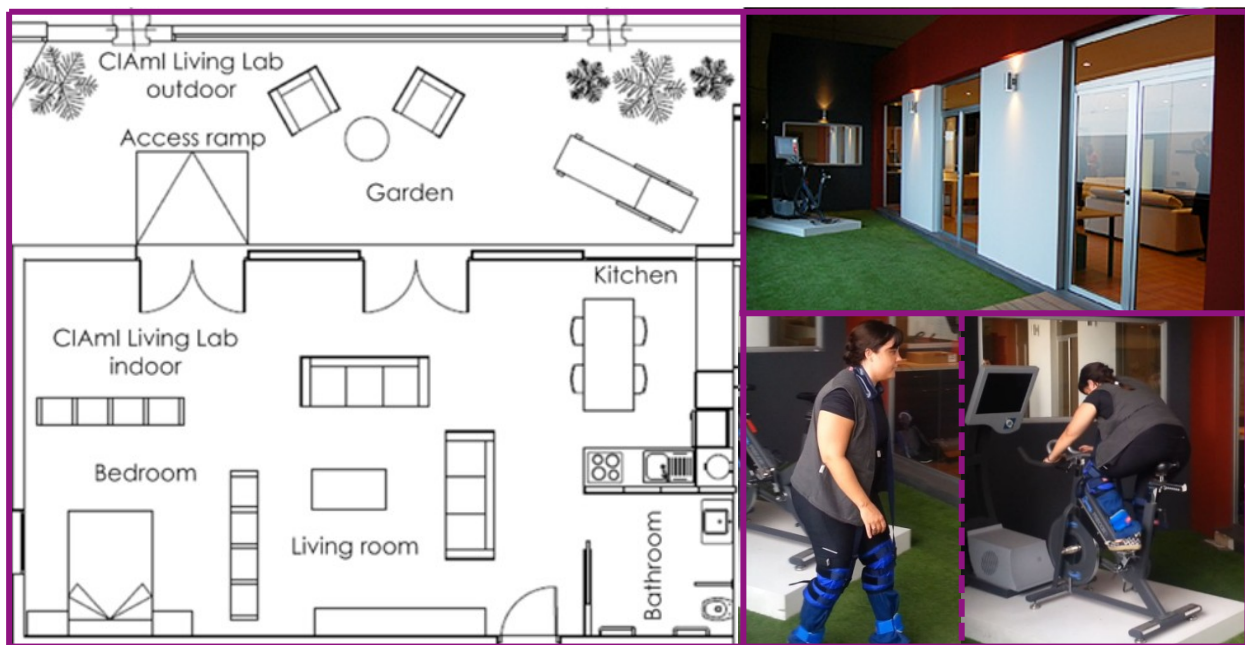 CIAmI Living Lab
outdoor
Access ramp
Garden
Kitchen
CIAmI Living Lab
indoor
Bedroom
Living room
Bathroom